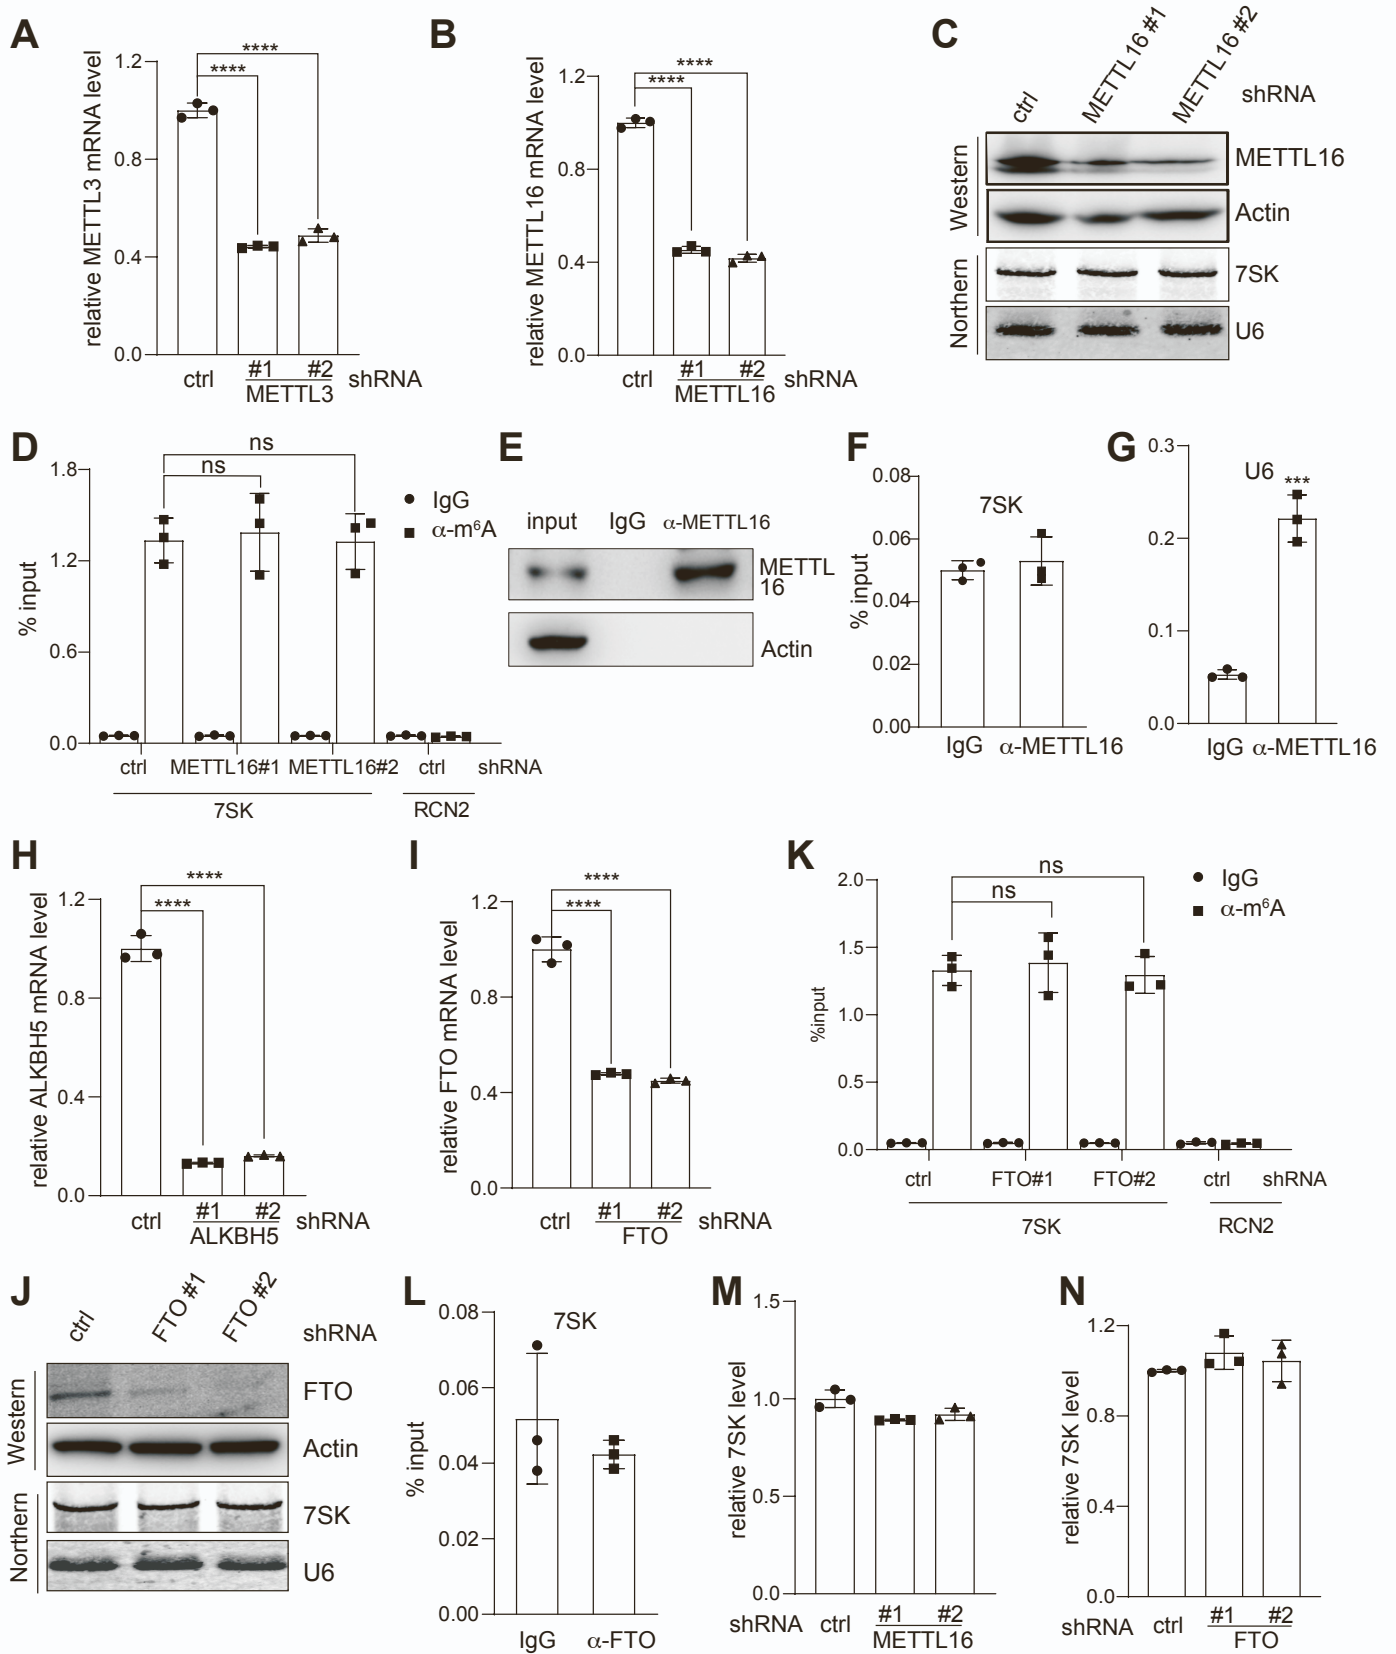 A
relative METTL3 mRNA level
1.2
0.8
0.4
0.0
****
****
ctrl
#1
#2
METTL3
shRNA
B
relative METTL16 mRNA level
1.2
0.8
0.4
0.0
****
****
ctrl
#1
#2
METTL16
shRNA
C
ctrl
METTL16 #1
METTL16 #2
shRNA
Western
METTL16
Actin
Northern
7SK
U6
D
% input
1.8
1.2
0.6
0.0
ns
ns
IgG
α-m⁶A
ctrl
METTL16#1
METTL16#2
ctrl
shRNA
7SK
RCN2
E
input
IgG
α-METTL16
METTL
16
Actin
F
% input
0.08
0.06
0.04
0.02
0.00
7SK
IgG
α-METTL16
G
0.3
0.2
0.1
0.0
U6
***
IgG
α-METTL16
H
relative ALKBH5 mRNA level
1.2
0.8
0.4
0.0
****
****
ctrl
#1
#2
ALKBH5
shRNA
I
relative FTO mRNA level
1.2
0.8
0.4
0.0
****
****
ctrl
#1
#2
FTO
shRNA
K
%input
2.0
1.5
1.0
0.5
0.0
ns
ns
IgG
α-m⁶A
ctrl
FTO#1
FTO#2
ctrl
shRNA
7SK
RCN2
J
ctrl
FTO #1
FTO #2
shRNA
Western
FTO
Actin
Northern
7SK
U6
L
% input
0.08
0.06
0.04
0.02
0.00
7SK
IgG
α-FTO
M
relative 7SK level
1.5
1.0
0.5
0.0
shRNA
ctrl
#1
#2
METTL16
N
relative 7SK level
1.2
0.8
0.4
0.0
shRNA
ctrl
#1
#2
FTO